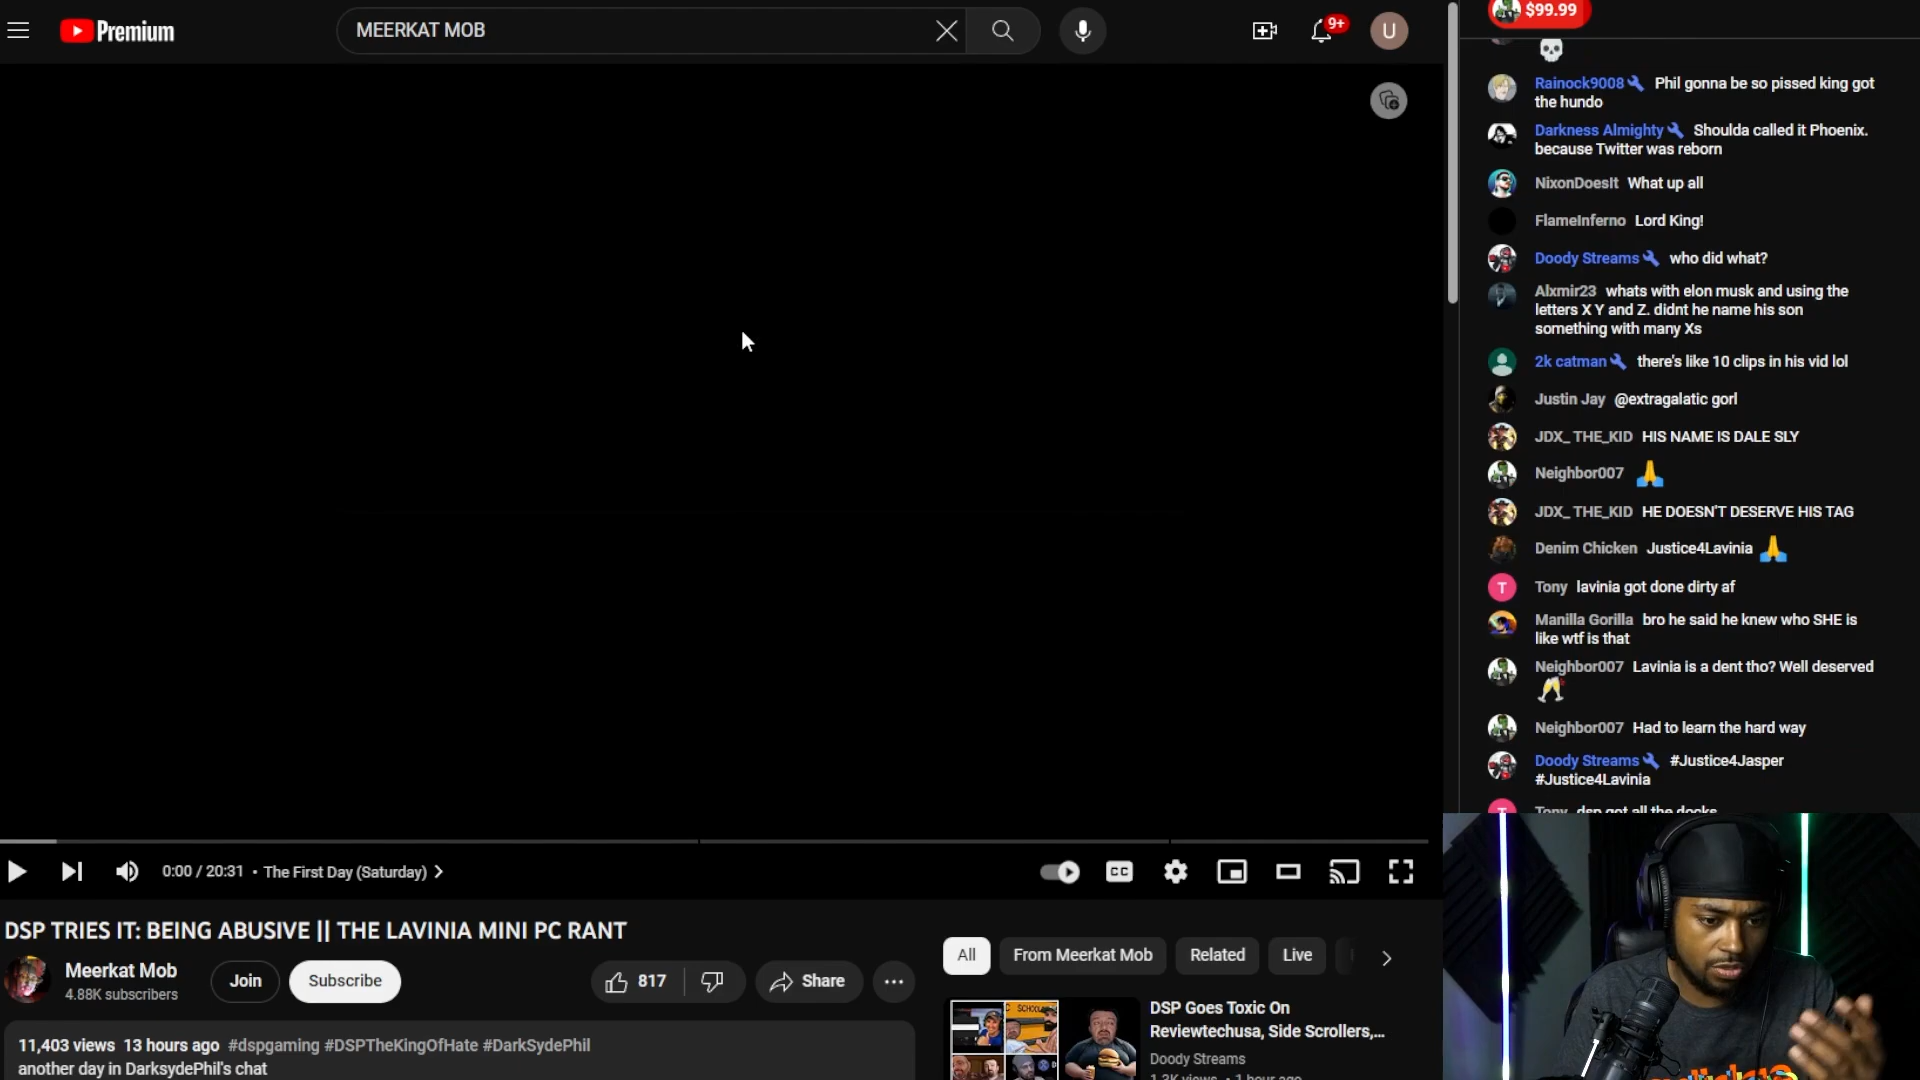 Premium
MEERKAT MOB
9+
U
$99.99
Rainock9008 Phil gonna be so pissed king got
the hundo
Darkness Almighty Shoulda called it Phoenix.
because Twitter was reborn
NixonDoesIt What up all
FlameInferno Lord King!
Doody Streams who did what?
Alxmir23 whats with elon musk and using the
letters X Y and Z. didnt he name his son
something with many Xs
2k catman there's like 10 clips in his vid lol
Justin Jay @extragalatic gorl
JDX_ THE_KID HIS NAME IS DALE SLY
Neighbor007 🙏
JDX_ THE_KID HE DOESN'T DESERVE HIS TAG
Denim Chicken Justice4Lavinia 🙏
T
Tony lavinia got done dirty af
Manilla Gorilla bro he said he knew who SHE is
like wtf is that
Neighbor007 Lavinia is a dent tho? Well deserved
🥂
Neighbor007 Had to learn the hard way
Doody Streams #Justice4Jasper
#Justice4Lavinia
Tony dsp got all the docks
0:00 / 20:31 • The First Day (Saturday)
CC
DSP TRIES IT: BEING ABUSIVE || THE LAVINIA MINI PC RANT
Meerkat Mob
4.88K subscribers
Join
Subscribe
817
Share
All
From Meerkat Mob
Related
Live
11,403 views 13 hours ago #dspgaming #DSPTheKingOfHate #DarkSydePhil
another day in DarksydePhil's chat
DSP Goes Toxic On
Reviewtechusa, Side Scrollers,...
Doody Streams
1.3K views • 1 hour ago